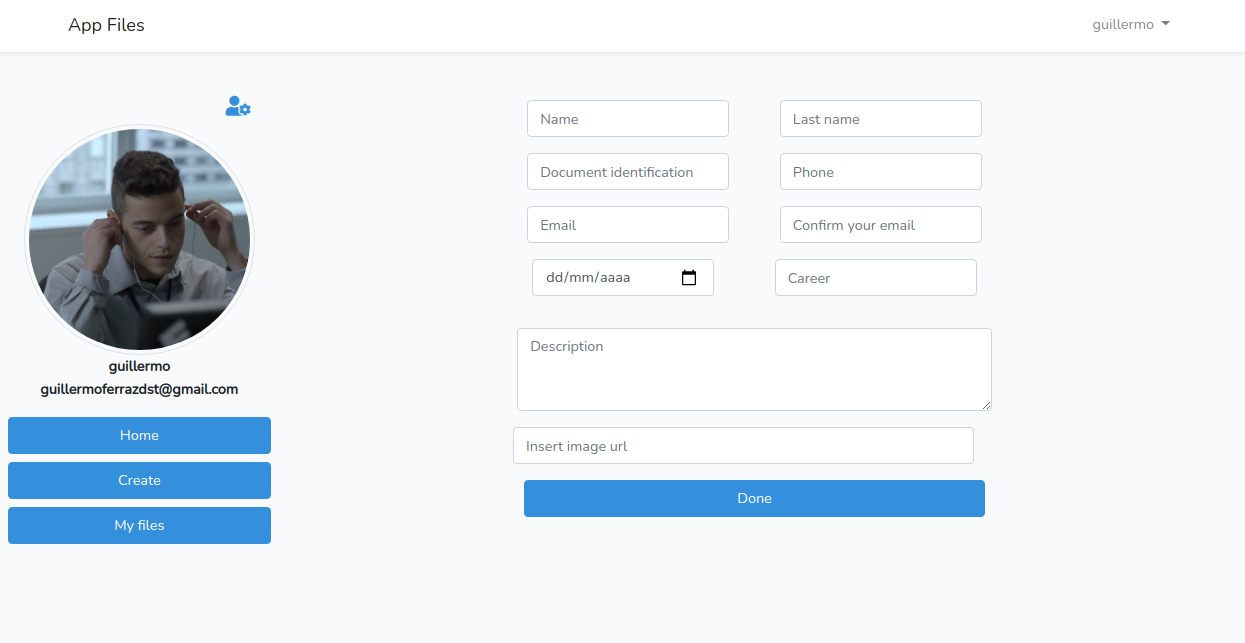 App Files
guillermo
guillermo
guillermoferrazdst@gmail.com
Home
Create
My files
Name
Last name
Document identification
Phone
Email
Confirm your email
dd/mm/aaaa
Career
Description
Insert image url
Done